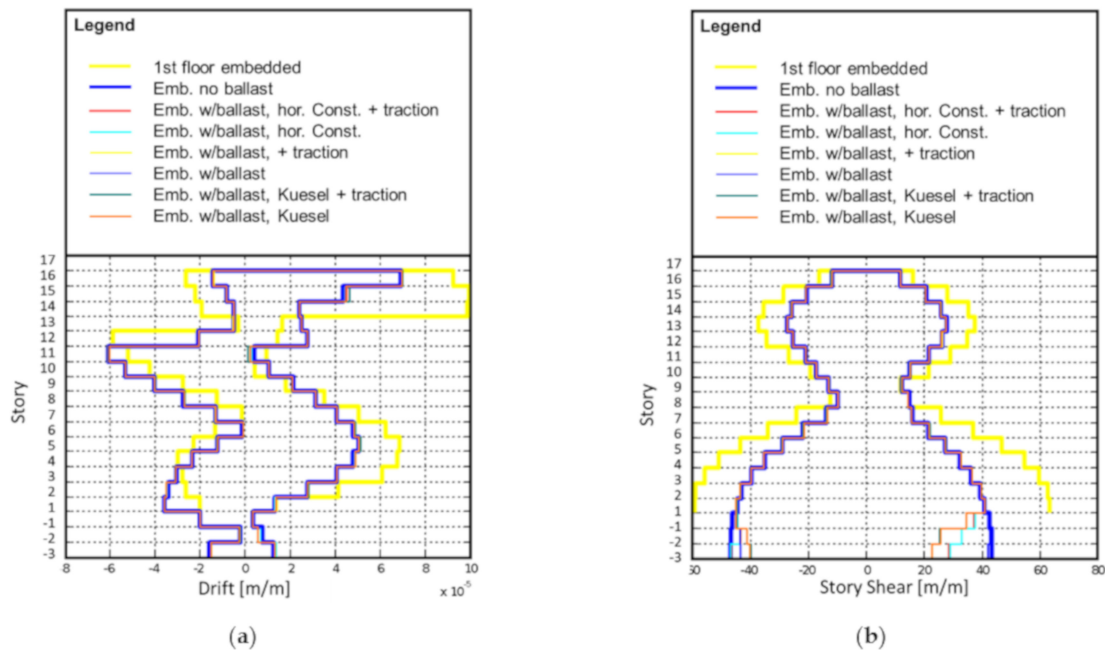 Legend
1st floor embedded
Emb. no ballast
Emb. w/ballast, hor. Const. + traction
Emb. w/ballast, hor. Const.
Emb. w/ballast, + traction
Emb. w/ballast
Emb. w/ballast, Kuesel + traction
Emb. w/ballast, Kuesel
17
16
15
14
13
12
11
10
9
8
7
6
5
4
3
2
1
-1
-2
-3
Story
-8 -6 -4 -2 0 2 4 6 8 10
Drift [m/m]
x 10⁻⁵
(a)
Legend
1st floor embedded
Emb. no ballast
Emb. w/ballast, hor. Const. + traction
Emb. w/ballast, hor. Const.
Emb. w/ballast, + traction
Emb. w/ballast
Emb. w/ballast, Kuesel + traction
Emb. w/ballast, Kuesel
17
16
15
14
13
12
11
10
9
8
7
6
5
4
3
2
1
-1
-2
-3
Story
-40 -20 0 20 40 60 80
Story Shear [m/m]
(b)